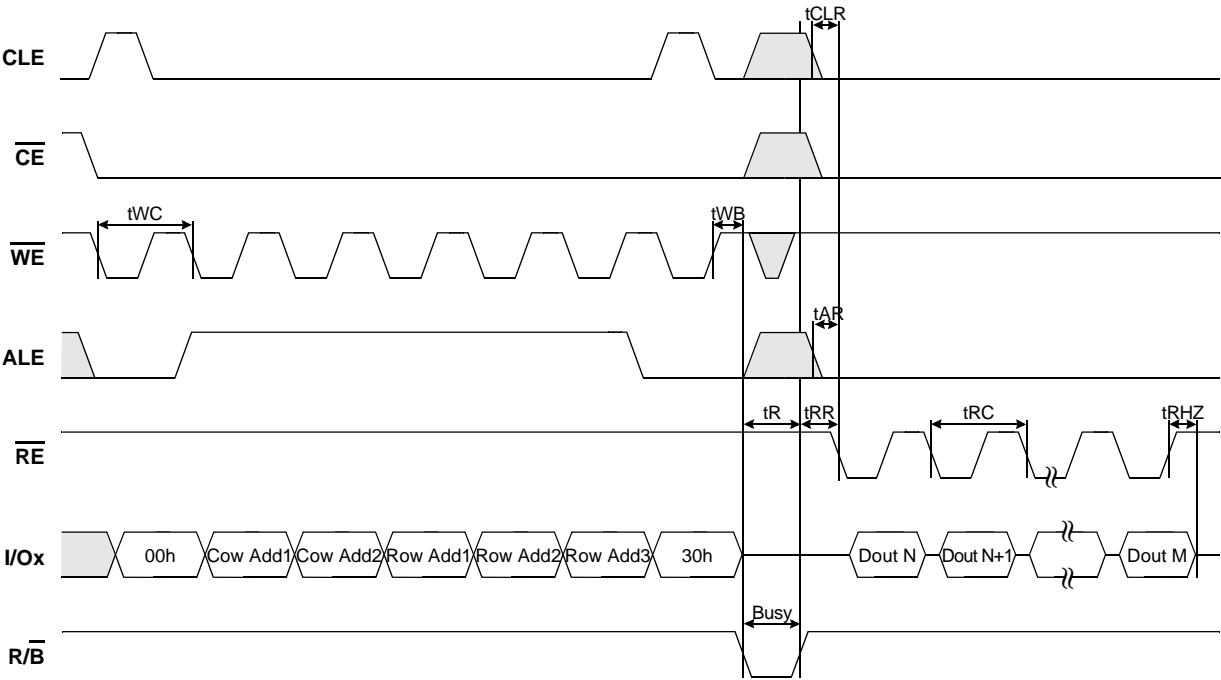 tCLR
CLE
CE
tWC
tWB
WE
tAR
ALE
tR
tRR
tRC
tRHZ
RE
I/Ox
00h
Cow Add1
Cow Add2
Row Add1
Row Add2
Row Add3
30h
Dout N
Dout N+1
Dout M
Busy
R/B